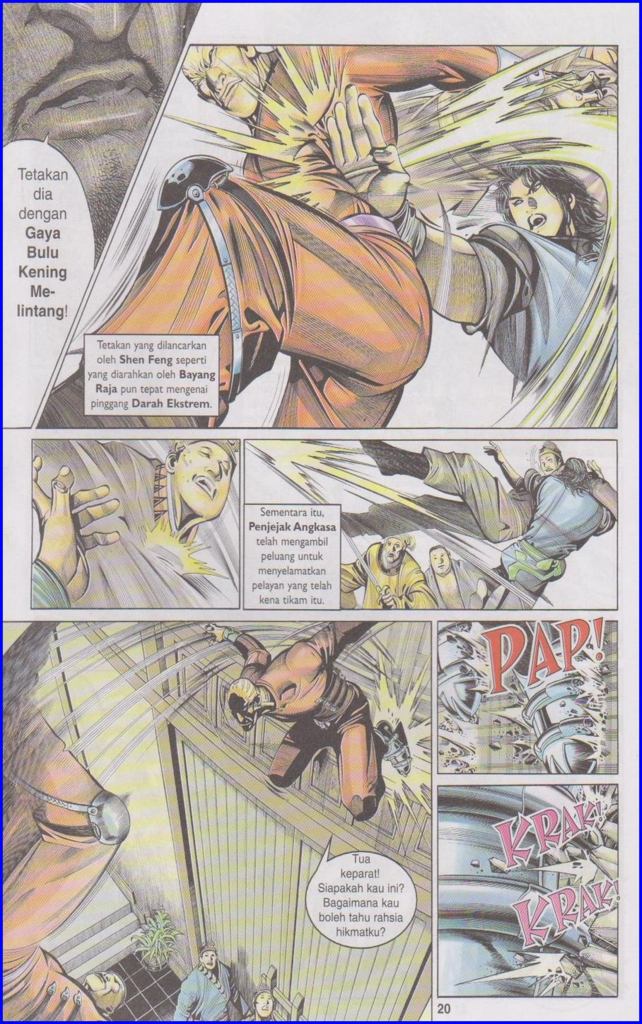 Tetakan
dia
dengan
Gaya
Bulu
Kening
Me-
lintang!
Tetakan yang dilancarkan
oleh Shen Feng seperti
yang diarahkan oleh Bayang
Raja pun tepat mengenai
pinggang Darah Ekstrem.
Sementara itu,
Penjejak Angkasa
telah mengambil
peluang untuk
menyelamatkan
pelayan yang telah
kena tikam itu.
PAP!
KRAK!
KRAK!
Tua
keparat!
Siapakah kau ini?
Bagaimana kau
boleh tahu rahsia
hikmatku?
20